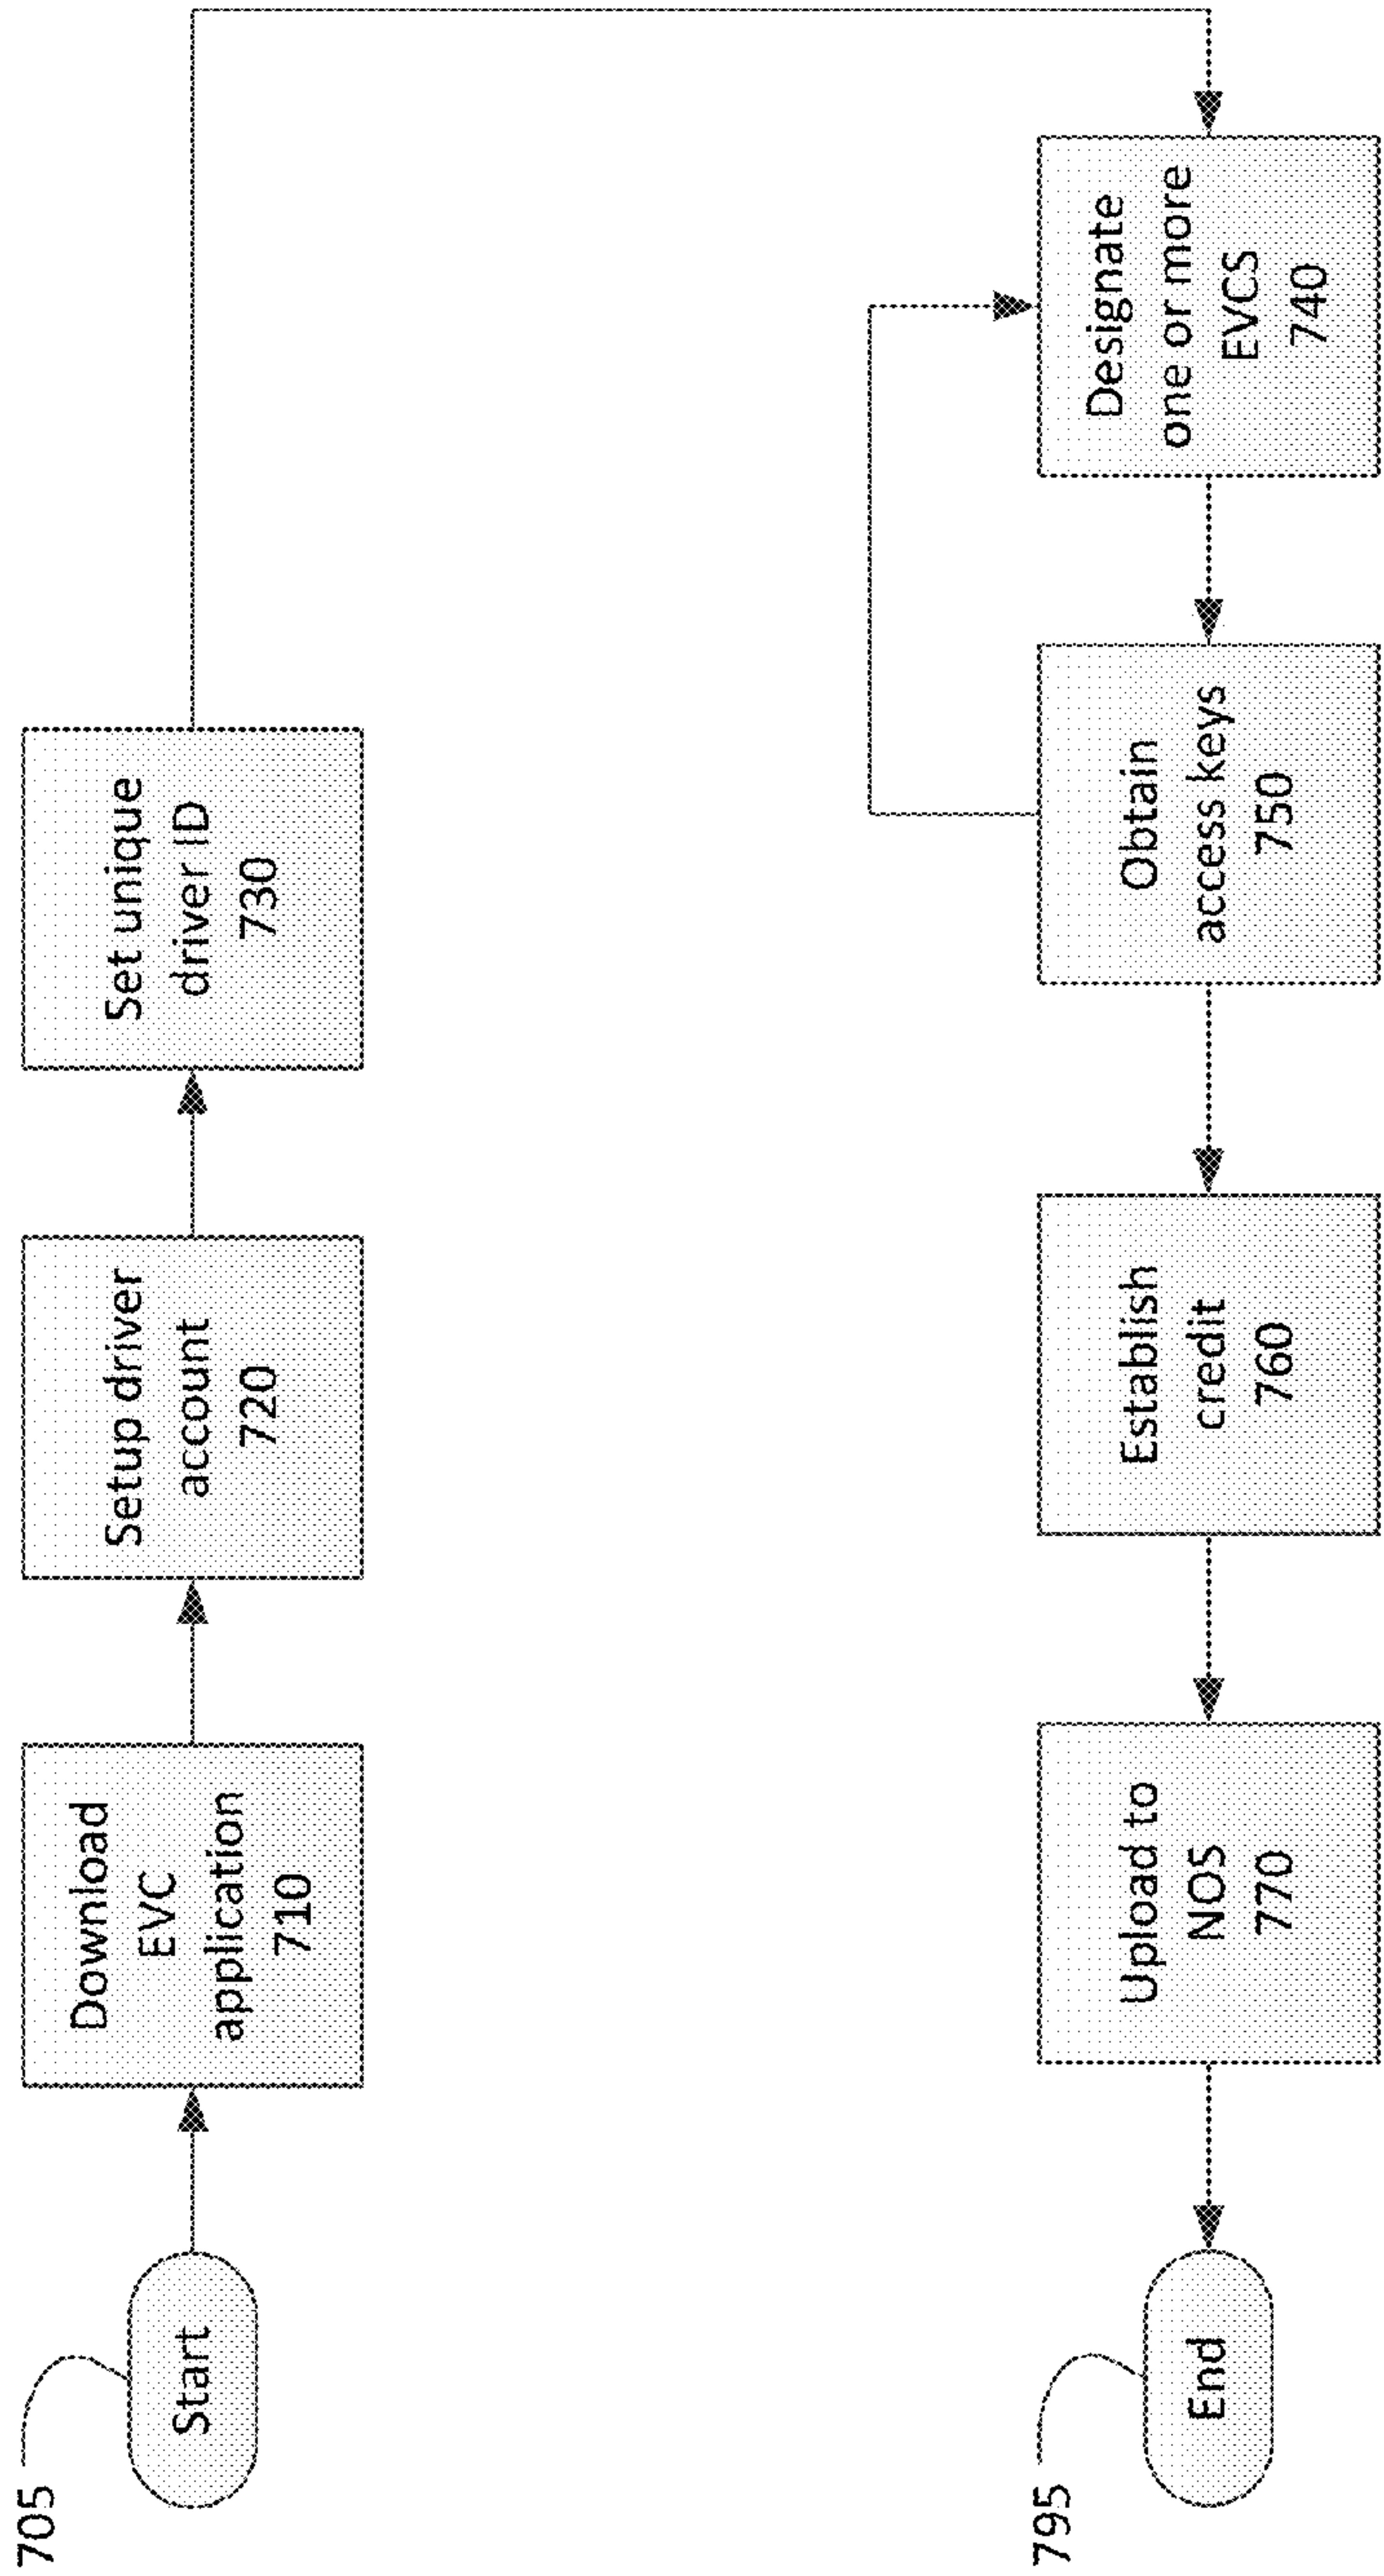 705
Start
Download
EVC
application
710
Setup driver
account
720
Set unique
driver ID
730
Designate
one or more
EVCS
740
Obtain
access keys
750
Establish
credit
760
Upload to
NOS
770
795
End